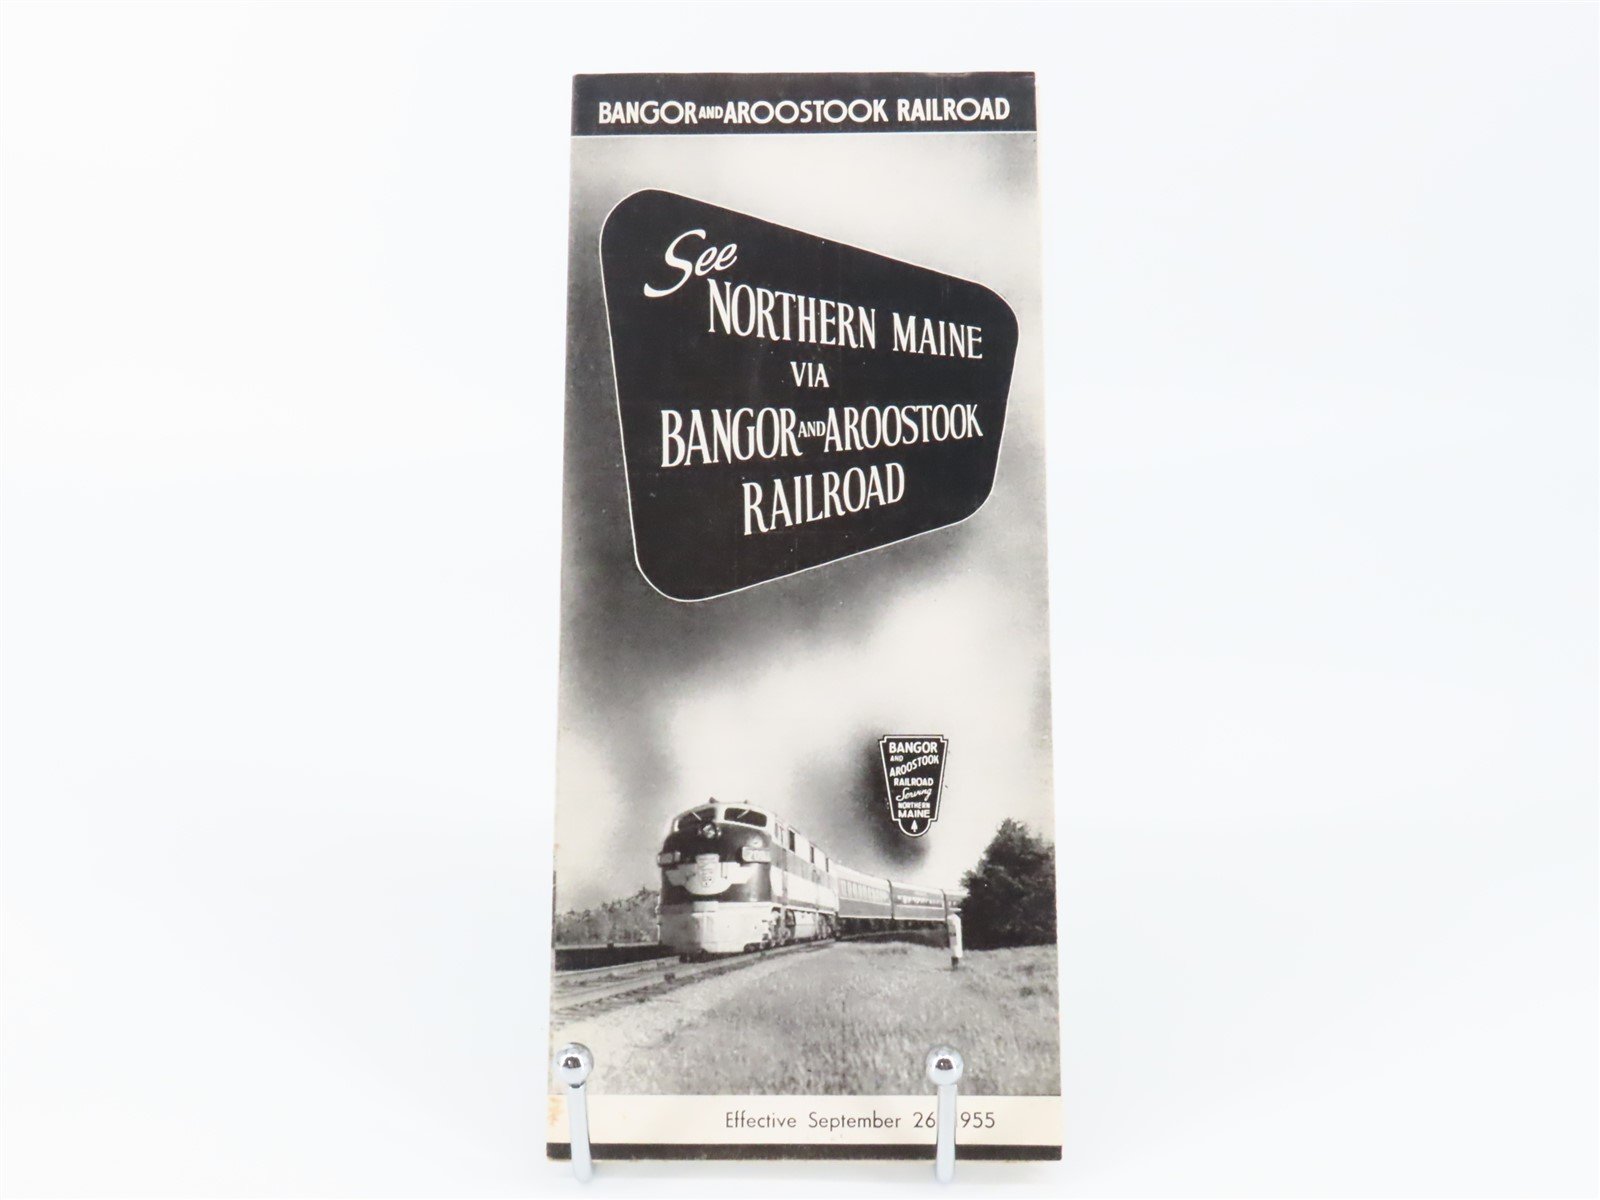 BANGOR AND AROOSTOOK RAILROAD
See
NORTHERN MAINE
VIA
BANGOR AND AROOSTOOK
RAILROAD
BANGOR
AND
AROOSTOOK
RAILROAD
Serving
NORTHERN
MAINE
Effective September 26, 1955